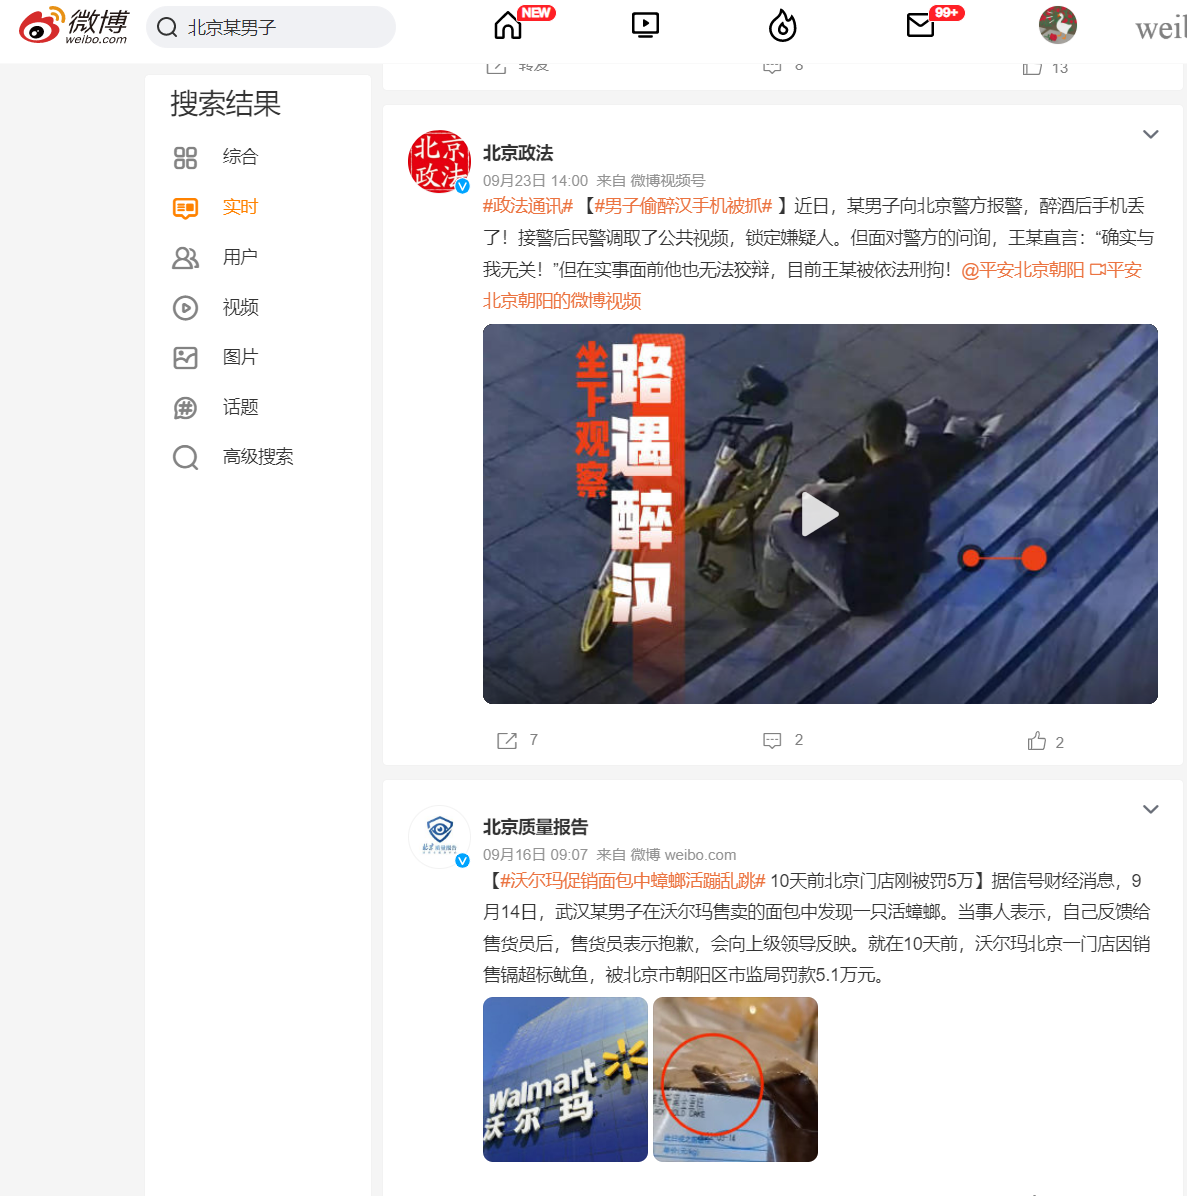 微博
weibo.com
北京某男子
NEW
99+
weib
搜索结果
综合
实时
用户
视频
图片
话题
高级搜索
转发
8
13
北京政法
北京
政法
09月23日 14:00 来自 微博视频号
#政法通讯# 【#男子偷醉汉手机被抓# 】近日，某男子向北京警方报警，醉酒后手机丢
了！接警后民警调取了公共视频，锁定嫌疑人。但面对警方的问询，王某直言：“确实与
我无关！”但在实事面前他也无法狡辩，目前王某被依法刑拘！@平安北京朝阳 平安
北京朝阳的微博视频
坐下观察
路遇醉汉
7
2
2
北京质量报告
09月16日 09:07 来自 微博 weibo.com
【#沃尔玛促销面包中蟑螂活蹦乱跳# 10天前北京门店刚被罚5万】据信号财经消息，9
月14日，武汉某男子在沃尔玛售卖的面包中发现一只活蟑螂。当事人表示，自己反馈给
售货员后，售货员表示抱歉，会向上级领导反映。就在10天前，沃尔玛北京一门店因销
售镉超标鱿鱼，被北京市朝阳区市监局罚款5.1万元。
Walmart
沃尔玛